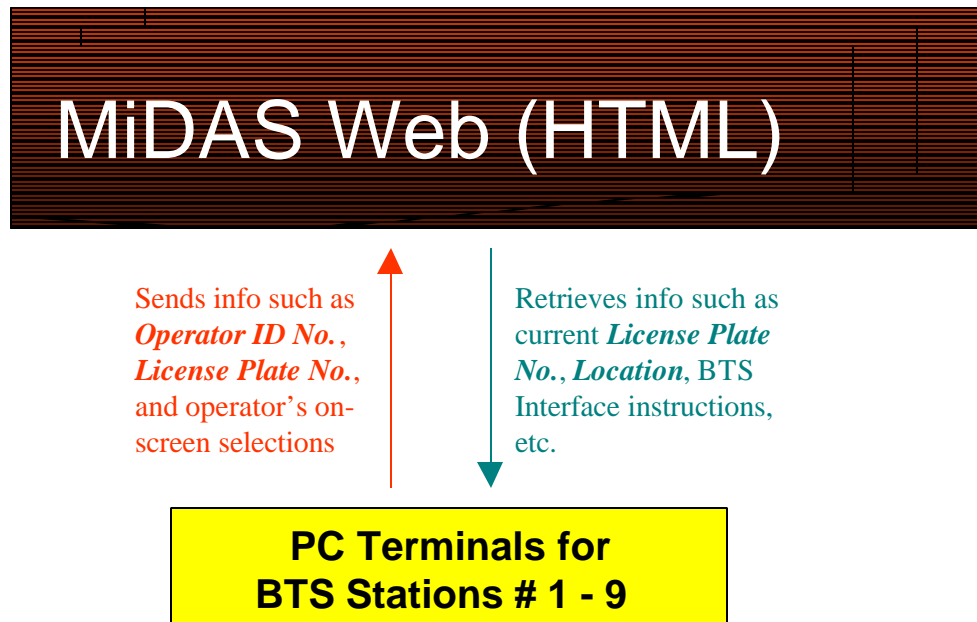 MiDAS Web (HTML)
Sends info such as
Operator ID No.,
License Plate No.,
and operator's on-
screen selections
Retrieves info such as
current License Plate
No., Location, BTS
Interface instructions,
etc.
PC Terminals for
BTS Stations # 1 - 9